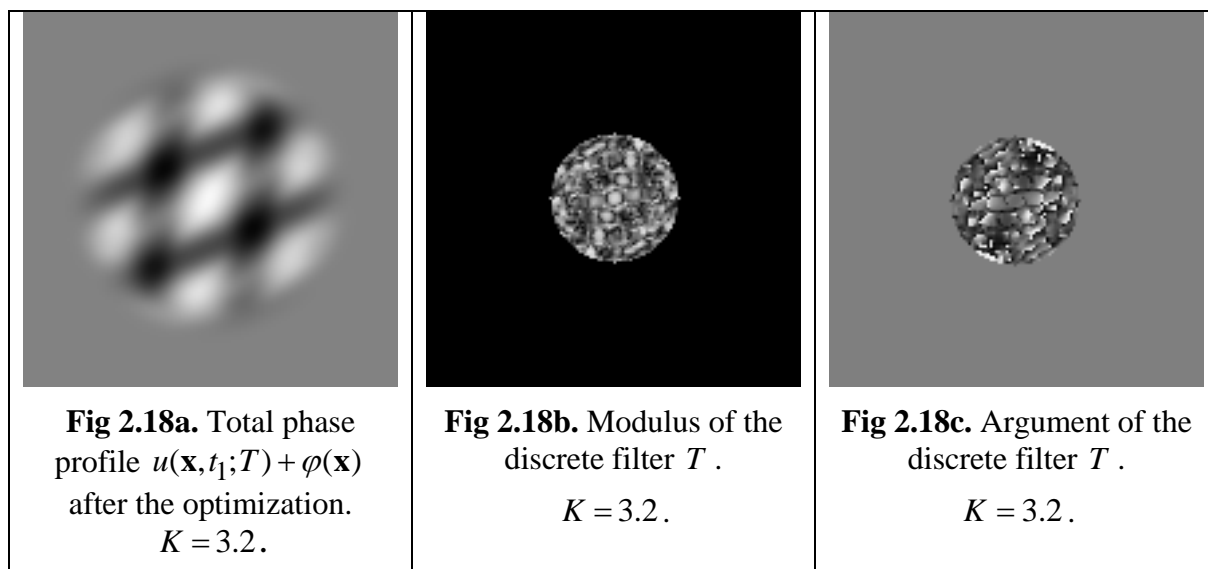 Fig 2.18a. Total phase
profile u(x,t₁;T)+φ(x)
after the optimization.
K = 3.2.
Fig 2.18b. Modulus of the
discrete filter T .
K = 3.2.
Fig 2.18c. Argument of the
discrete filter T .
K = 3.2.